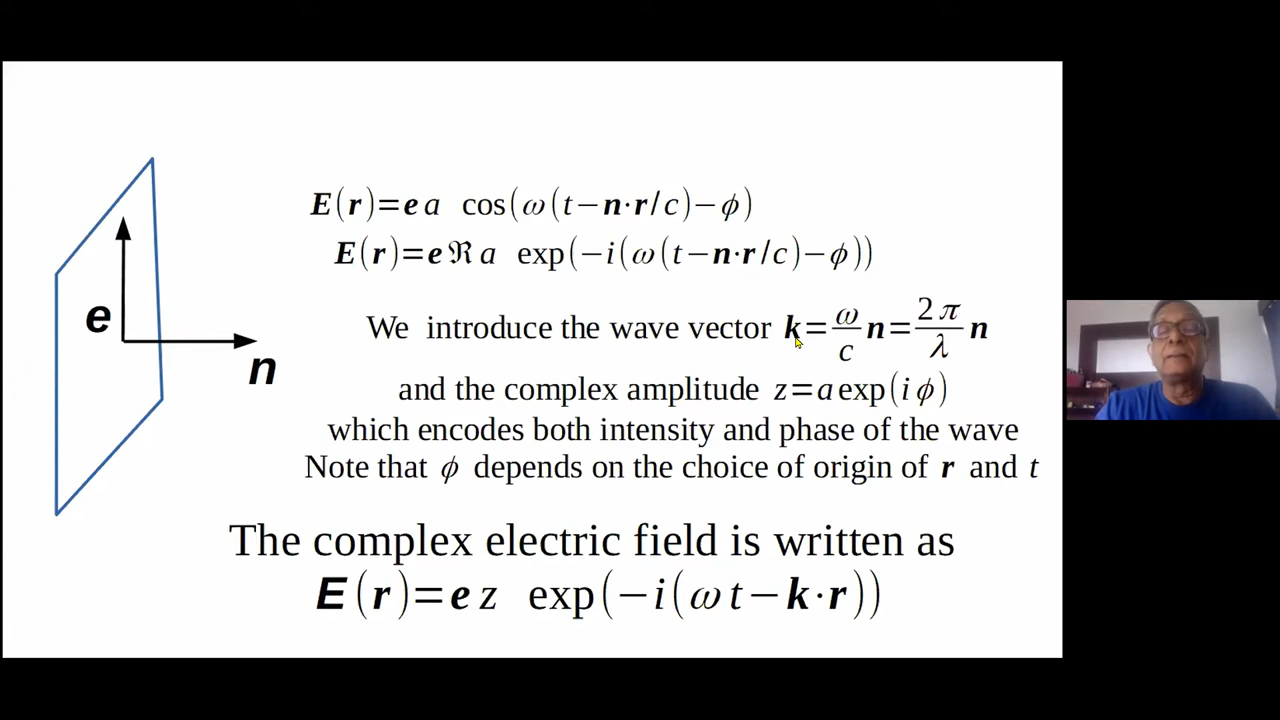 E(r)=e a cos(ω(t−n·r/c)−ϕ)
E(r)=e ℜ a exp(−i(ω(t−n·r/c)−ϕ))
We introduce the wave vector k=ω/c n=2π/λ n
and the complex amplitude z=a exp(i ϕ)
which encodes both intensity and phase of the wave
Note that ϕ depends on the choice of origin of r and t
e
n
The complex electric field is written as
E(r)=e z exp(−i(ω t−k·r))